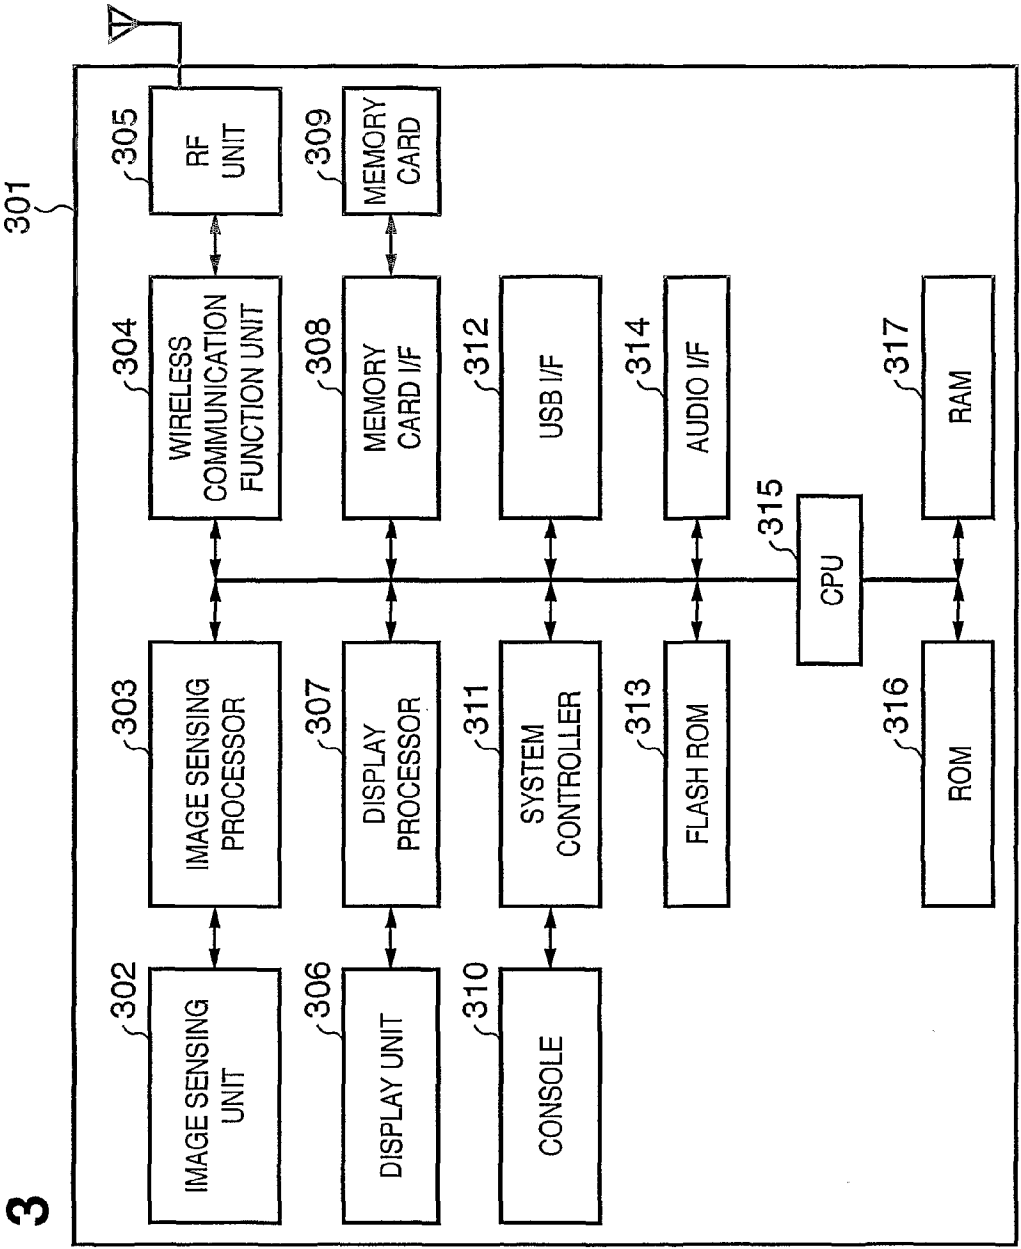 3
301
302
IMAGE SENSING
UNIT
303
IMAGE SENSING
PROCESSOR
304
WIRELESS
COMMUNICATION
FUNCTION UNIT
305
RF
UNIT
306
DISPLAY UNIT
307
DISPLAY
PROCESSOR
308
MEMORY
CARD I/F
309
MEMORY
CARD
310
CONSOLE
311
SYSTEM
CONTROLLER
312
USB I/F
313
FLASH ROM
314
AUDIO I/F
315
CPU
316
ROM
317
RAM